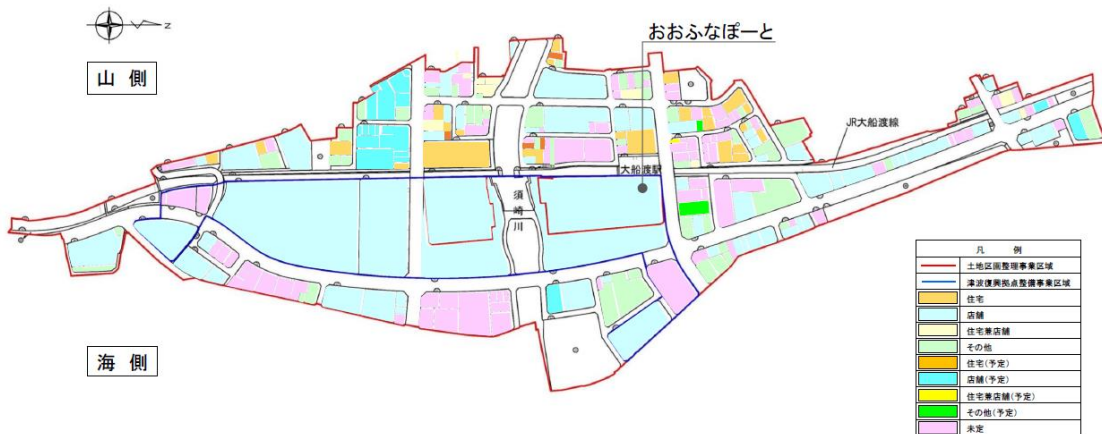 N
山 側
おおふなぽーと
JR大船渡線
大船渡駅
須崎川
海 側
凡 例
土地区画整理事業区域
津波復興拠点整備事業区域
住宅
店舗
住宅兼店舗
その他
住宅(予定)
店舗(予定)
住宅兼店舗(予定)
その他(予定)
未定